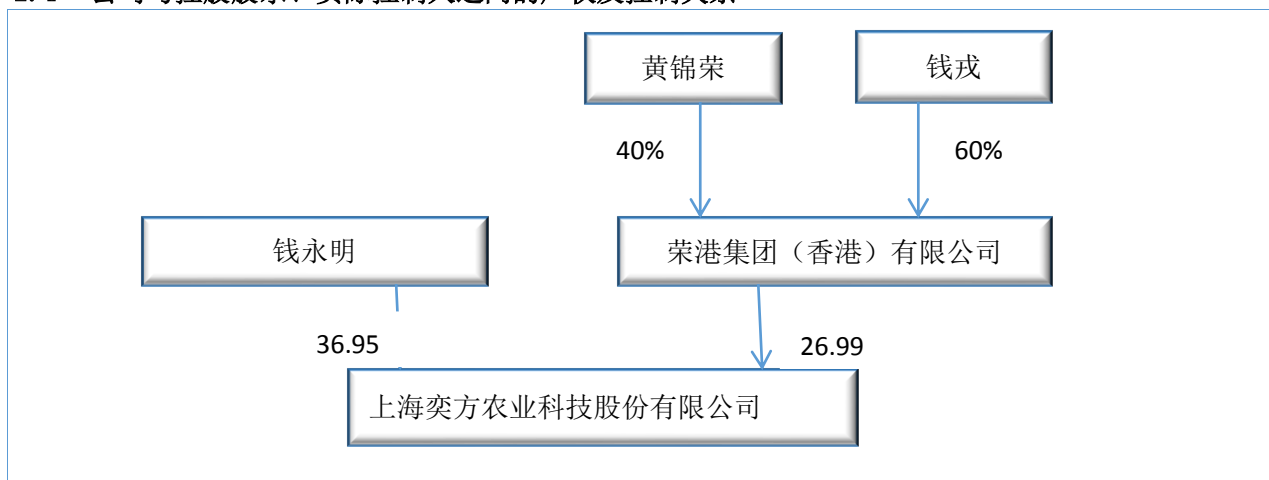 黄锦荣
钱戎
40%
60%
钱永明
荣港集团（香港）有限公司
36.95
26.99
上海奕方农业科技股份有限公司